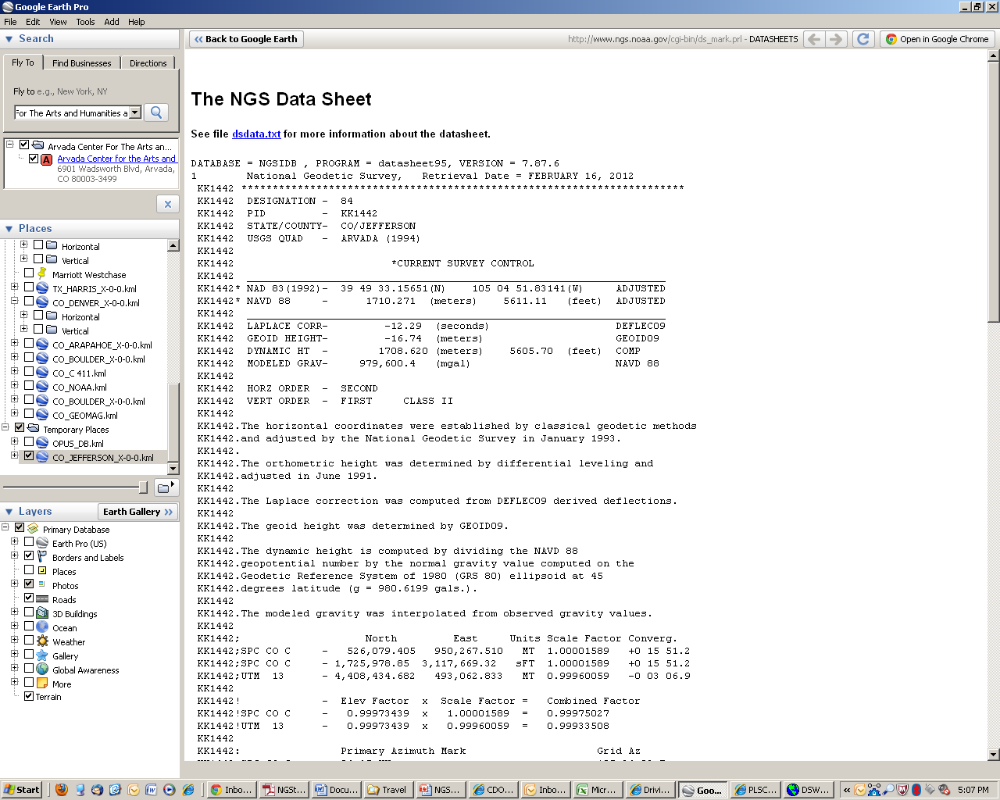 Google Earth Pro
File Edit View Tools Add Help
Search
Fly To Find Businesses Directions
Fly to e.g., New York, NY
For The Arts and Humanities a
Arvada Center For The Arts an...
A Arvada Center for the Arts and
6901 Wadsworth Blvd, Arvada,
CO 80003-3499
Places
Horizontal
Vertical
Marriott Westchase
TX_HARRIS_X-0-0.kml
CO_DENVER_X-0-0.kml
Horizontal
Vertical
CO_ARAPAHOE_X-0-0.kml
CO_BOULDER_X-0-0.kml
CO_C 411.kml
CO_NOAA.kml
CO_BOULDER_X-0-0.kml
CO_GEOMAG.kml
Temporary Places
OPUS_DB.kml
CO_JEFFERSON_X-0-0.kml
Layers Earth Gallery »
Primary Database
Earth Pro (US)
Borders and Labels
Places
Photos
Roads
3D Buildings
Ocean
Weather
Gallery
Global Awareness
More
Terrain
« Back to Google Earth http://www.ngs.noaa.gov/cgi-bin/ds_mark.prl - DATASHEETS Open in Google Chrome
The NGS Data Sheet
See file dsdata.txt for more information about the datasheet.
DATABASE = NGSIDB , PROGRAM = datasheet95, VERSION = 7.87.6
1 National Geodetic Survey, Retrieval Date = FEBRUARY 16, 2012
KK1442 ***********************************************************************
KK1442 DESIGNATION - 84
KK1442 PID - KK1442
KK1442 STATE/COUNTY- CO/JEFFERSON
KK1442 USGS QUAD - ARVADA (1994)
KK1442
KK1442 *CURRENT SURVEY CONTROL
KK1442
KK1442* NAD 83(1992)- 39 49 33.15651(N) 105 04 51.83141(W) ADJUSTED
KK1442* NAVD 88 - 1710.271 (meters) 5611.11 (feet) ADJUSTED
KK1442
KK1442 LAPLACE CORR- -12.29 (seconds) DEFLEC09
KK1442 GEOID HEIGHT- -16.74 (meters) GEOID09
KK1442 DYNAMIC HT - 1708.620 (meters) 5605.70 (feet) COMP
KK1442 MODELED GRAV- 979,600.4 (mgal) NAVD 88
KK1442
KK1442 HORZ ORDER - SECOND
KK1442 VERT ORDER - FIRST CLASS II
KK1442
KK1442.The horizontal coordinates were established by classical geodetic methods
KK1442.and adjusted by the National Geodetic Survey in January 1993.
KK1442.
KK1442.The orthometric height was determined by differential leveling and
KK1442.adjusted in June 1991.
KK1442
KK1442.The Laplace correction was computed from DEFLEC09 derived deflections.
KK1442
KK1442.The geoid height was determined by GEOID09.
KK1442
KK1442.The dynamic height is computed by dividing the NAVD 88
KK1442.geopotential number by the normal gravity value computed on the
KK1442.Geodetic Reference System of 1980 (GRS 80) ellipsoid at 45
KK1442.degrees latitude (g = 980.6199 gals.).
KK1442
KK1442.The modeled gravity was interpolated from observed gravity values.
KK1442
KK1442; North East Units Scale Factor Converg.
KK1442;SPC CO C - 526,079.405 950,267.510 MT 1.00001589 +0 15 51.2
KK1442;SPC CO C - 1,725,978.85 3,117,669.32 sFT 1.00001589 +0 15 51.2
KK1442;UTM 13 - 4,408,434.682 493,062.833 MT 0.99960059 -0 03 06.9
KK1442
KK1442! - Elev Factor x Scale Factor = Combined Factor
KK1442!SPC CO C - 0.99973439 x 1.00001589 = 0.99975027
KK1442!UTM 13 - 0.99973439 x 0.99960059 = 0.99933508
KK1442
KK1442: Primary Azimuth Mark Grid Az
Start Inbo... NGSt... Docu... Travel NGS... CDO... Inbo... Micr... Drivi... Goo... PLSC... DSW... « 5:07 PM